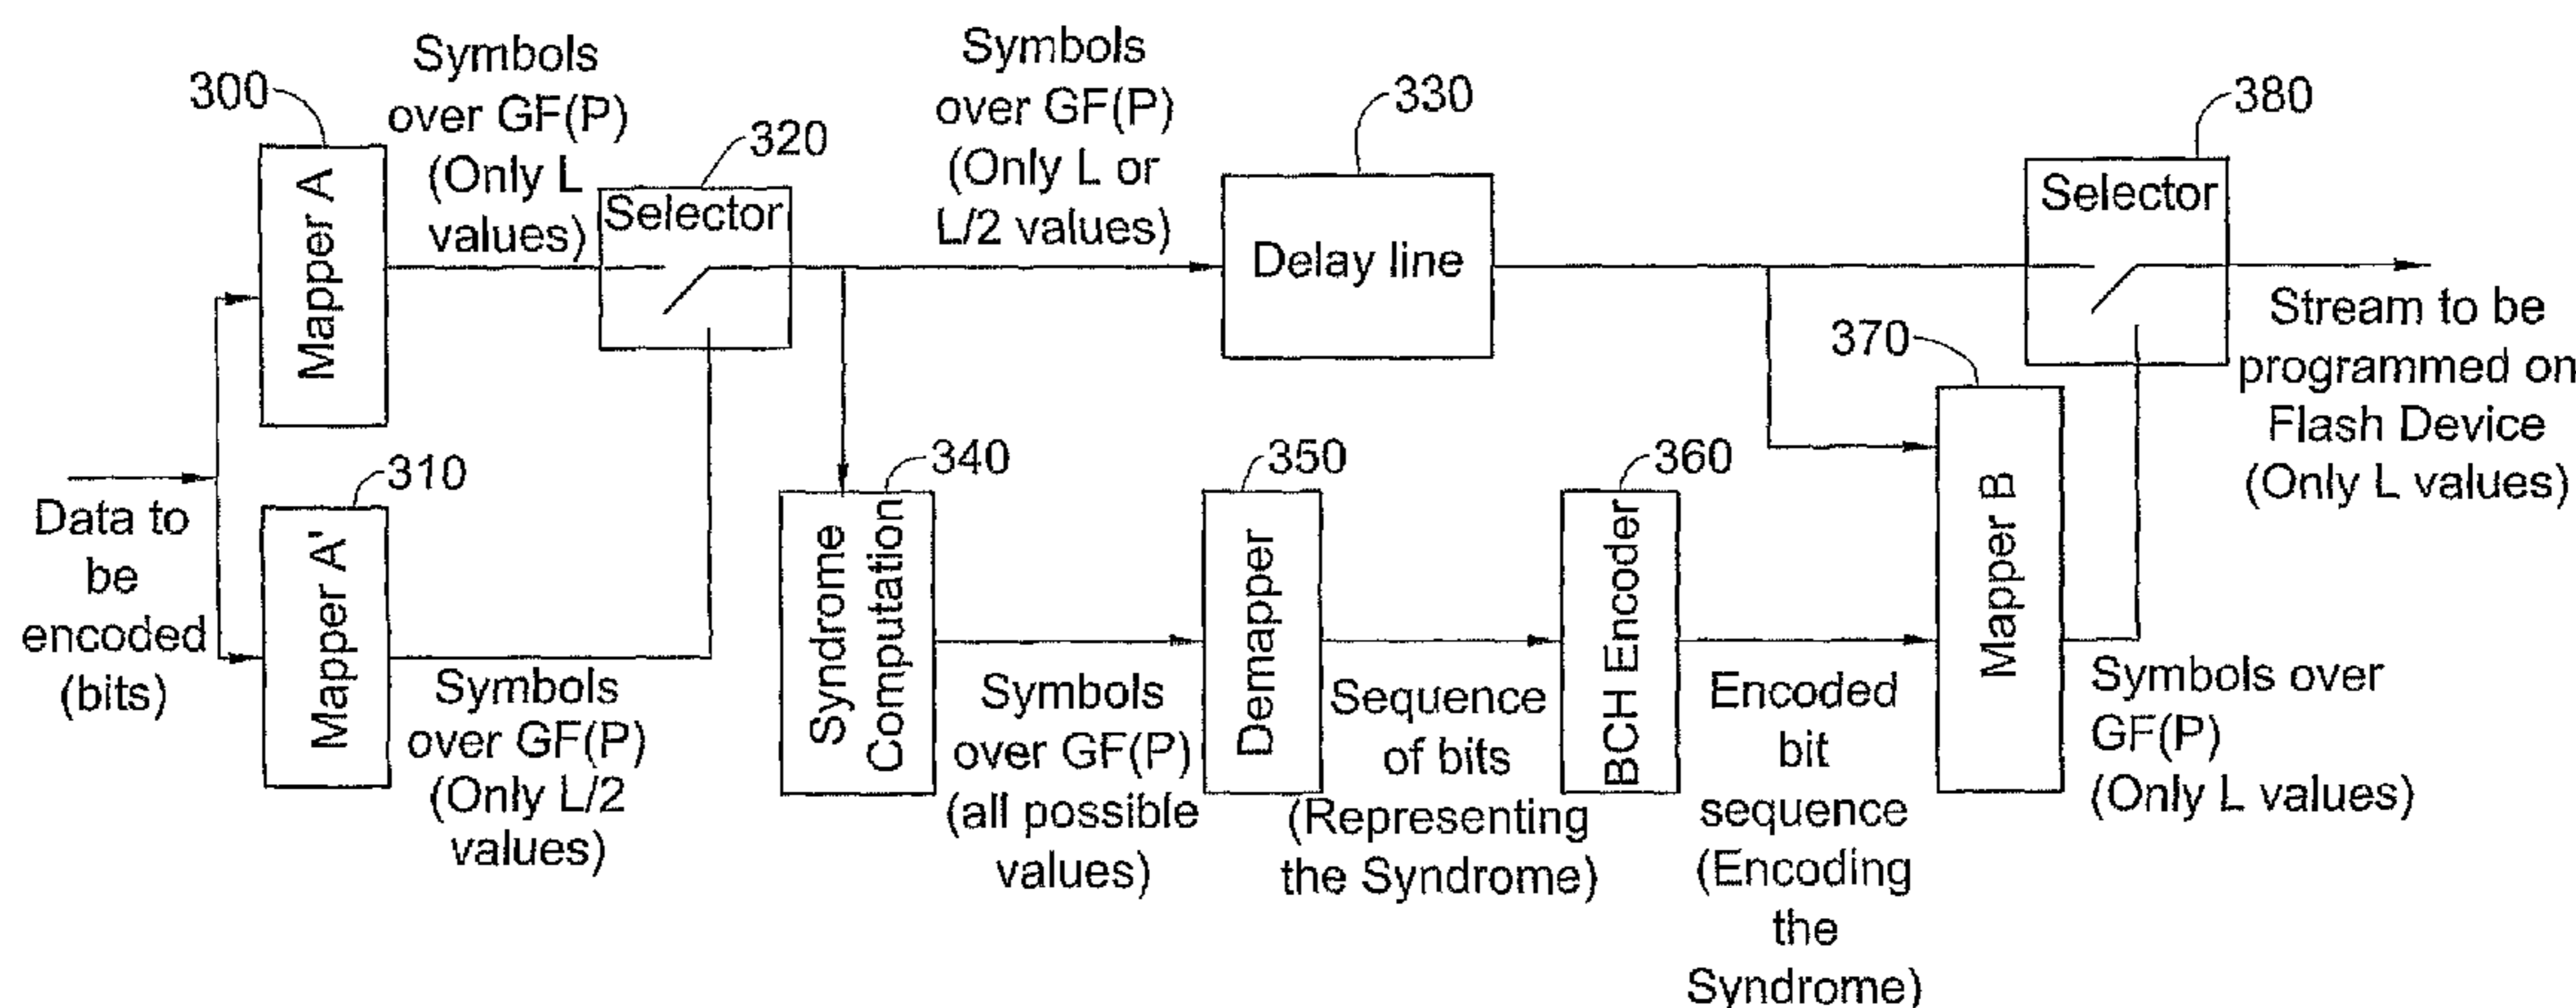 300
Symbols
over GF(P)
(Only L
values)
Mapper A
320
Selector
Symbols
over GF(P)
(Only L or
L/2 values)
330
Delay line
380
Selector
Stream to be
programmed on
Flash Device
(Only L values)
Data to
be
encoded
(bits)
310
Mapper A'
Symbols
over GF(P)
(Only L/2
values)
340
Syndrome
Computation
Symbols
over GF(P)
(all possible
values)
350
Demapper
Sequence
of bits
(Representing
the Syndrome)
360
BCH Encoder
Encoded
bit
sequence
(Encoding
the
Syndrome)
370
Mapper B
Symbols over
GF(P)
(Only L values)